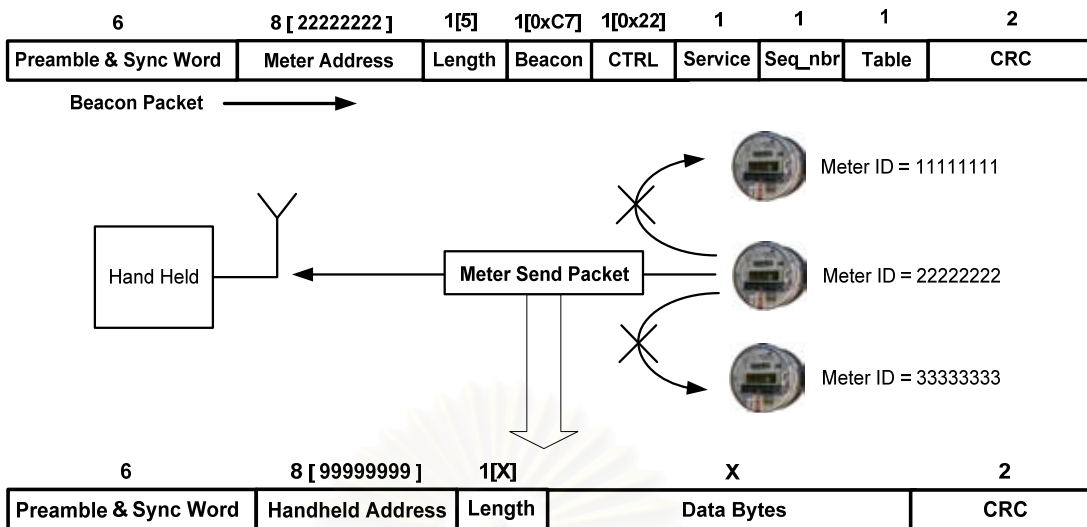 6 8 [ 22222222 ] 1[5] 1[0xC7] 1[0x22] 1 1 1 2
Preamble & Sync Word Meter Address Length Beacon CTRL Service Seq_nbr Table CRC
Beacon Packet
Meter ID = 11111111
Hand Held
Meter Send Packet
Meter ID = 22222222
Meter ID = 33333333
6 8 [ 99999999 ] 1[X] X 2
Preamble & Sync Word Handheld Address Length Data Bytes CRC